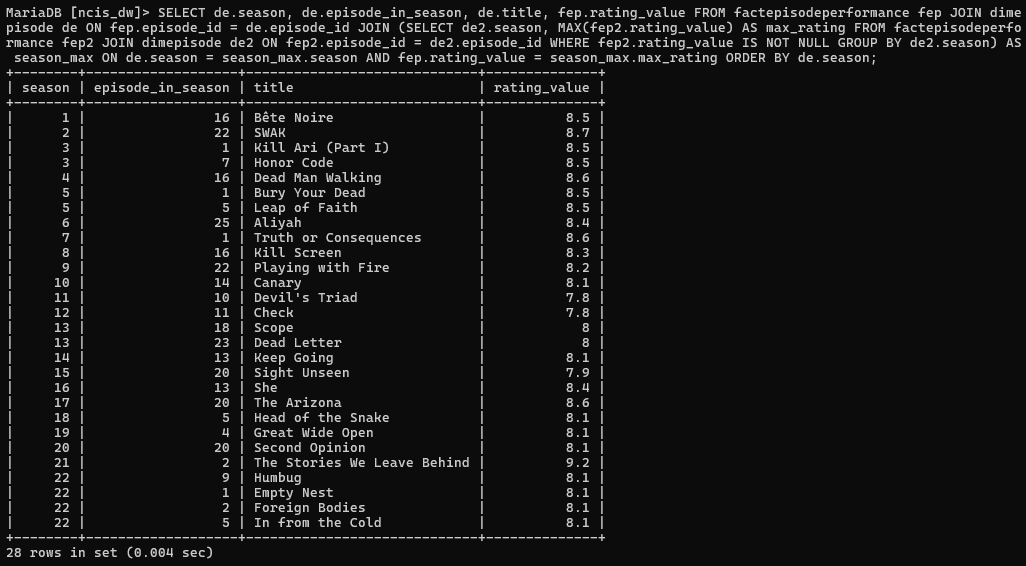 MariaDB [ncis_dw]> SELECT de.season, de.episode_in_season, de.title, fep.rating_value FROM factepisodeperformance fep JOIN dime
pisode de ON fep.episode_id = de.episode_id JOIN (SELECT de2.season, MAX(fep2.rating_value) AS max_rating FROM factepisodeperfo
rmance fep2 JOIN dimepisode de2 ON fep2.episode_id = de2.episode_id WHERE fep2.rating_value IS NOT NULL GROUP BY de2.season) AS
 season_max ON de.season = season_max.season AND fep.rating_value = season_max.max_rating ORDER BY de.season;
+--------+-------------------+-----------------------------+--------------+
| season | episode_in_season | title                       | rating_value |
+--------+-------------------+-----------------------------+--------------+
|      1 |                16 | Bête Noire                  |          8.5 |
|      2 |                22 | SWAK                        |          8.7 |
|      3 |                 1 | Kill Ari (Part I)           |          8.5 |
|      3 |                 7 | Honor Code                  |          8.5 |
|      4 |                16 | Dead Man Walking            |          8.6 |
|      5 |                 1 | Bury Your Dead              |          8.5 |
|      5 |                 5 | Leap of Faith               |          8.5 |
|      6 |                25 | Aliyah                      |          8.4 |
|      7 |                 1 | Truth or Consequences       |          8.6 |
|      8 |                16 | Kill Screen                 |          8.3 |
|      9 |                22 | Playing with Fire           |          8.2 |
|     10 |                14 | Canary                      |          8.1 |
|     11 |                10 | Devil's Triad               |          7.8 |
|     12 |                11 | Check                       |          7.8 |
|     13 |                18 | Scope                       |            8 |
|     13 |                23 | Dead Letter                 |            8 |
|     14 |                13 | Keep Going                  |          8.1 |
|     15 |                20 | Sight Unseen                |          7.9 |
|     16 |                13 | She                         |          8.4 |
|     17 |                20 | The Arizona                 |          8.6 |
|     18 |                 5 | Head of the Snake           |          8.1 |
|     19 |                 4 | Great Wide Open             |          8.1 |
|     20 |                20 | Second Opinion              |          8.1 |
|     21 |                 2 | The Stories We Leave Behind |          9.2 |
|     22 |                 9 | Humbug                      |          8.1 |
|     22 |                 1 | Empty Nest                  |          8.1 |
|     22 |                 2 | Foreign Bodies              |          8.1 |
|     22 |                 5 | In from the Cold            |          8.1 |
+--------+-------------------+-----------------------------+--------------+
28 rows in set (0.004 sec)